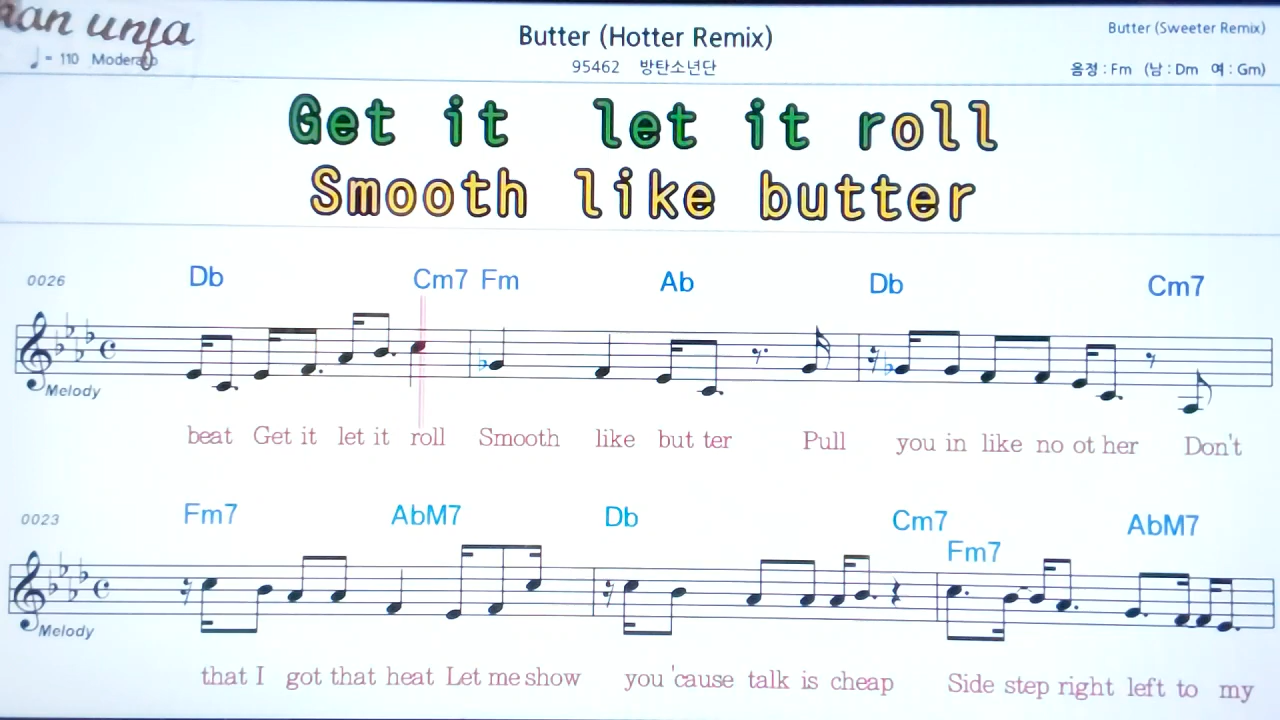 an unja
♩= 110 Moderato
Butter (Hotter Remix)
95462 방탄소년단
Butter (Sweeter Remix)
음정 : Fm (남 : Dm 여 : Gm)
Get it let it roll
Smooth like butter
0026 Db Cm7 Fm Ab Db Cm7
Melody
beat Get it let it roll Smooth like but ter Pull you in like no ot her Don't
0023 Fm7 AbM7 Db Cm7 Fm7 AbM7
Melody
that I got that heat Let me show you 'cause talk is cheap Side step right left to my